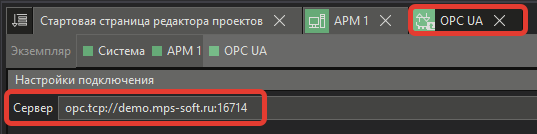 Стартовая страница редактора проектов АРМ 1 OPC UA
Экземпляр Система АРМ 1 OPC UA
Настройки подключения
Сервер opc.tcp://demo.mps-soft.ru:16714